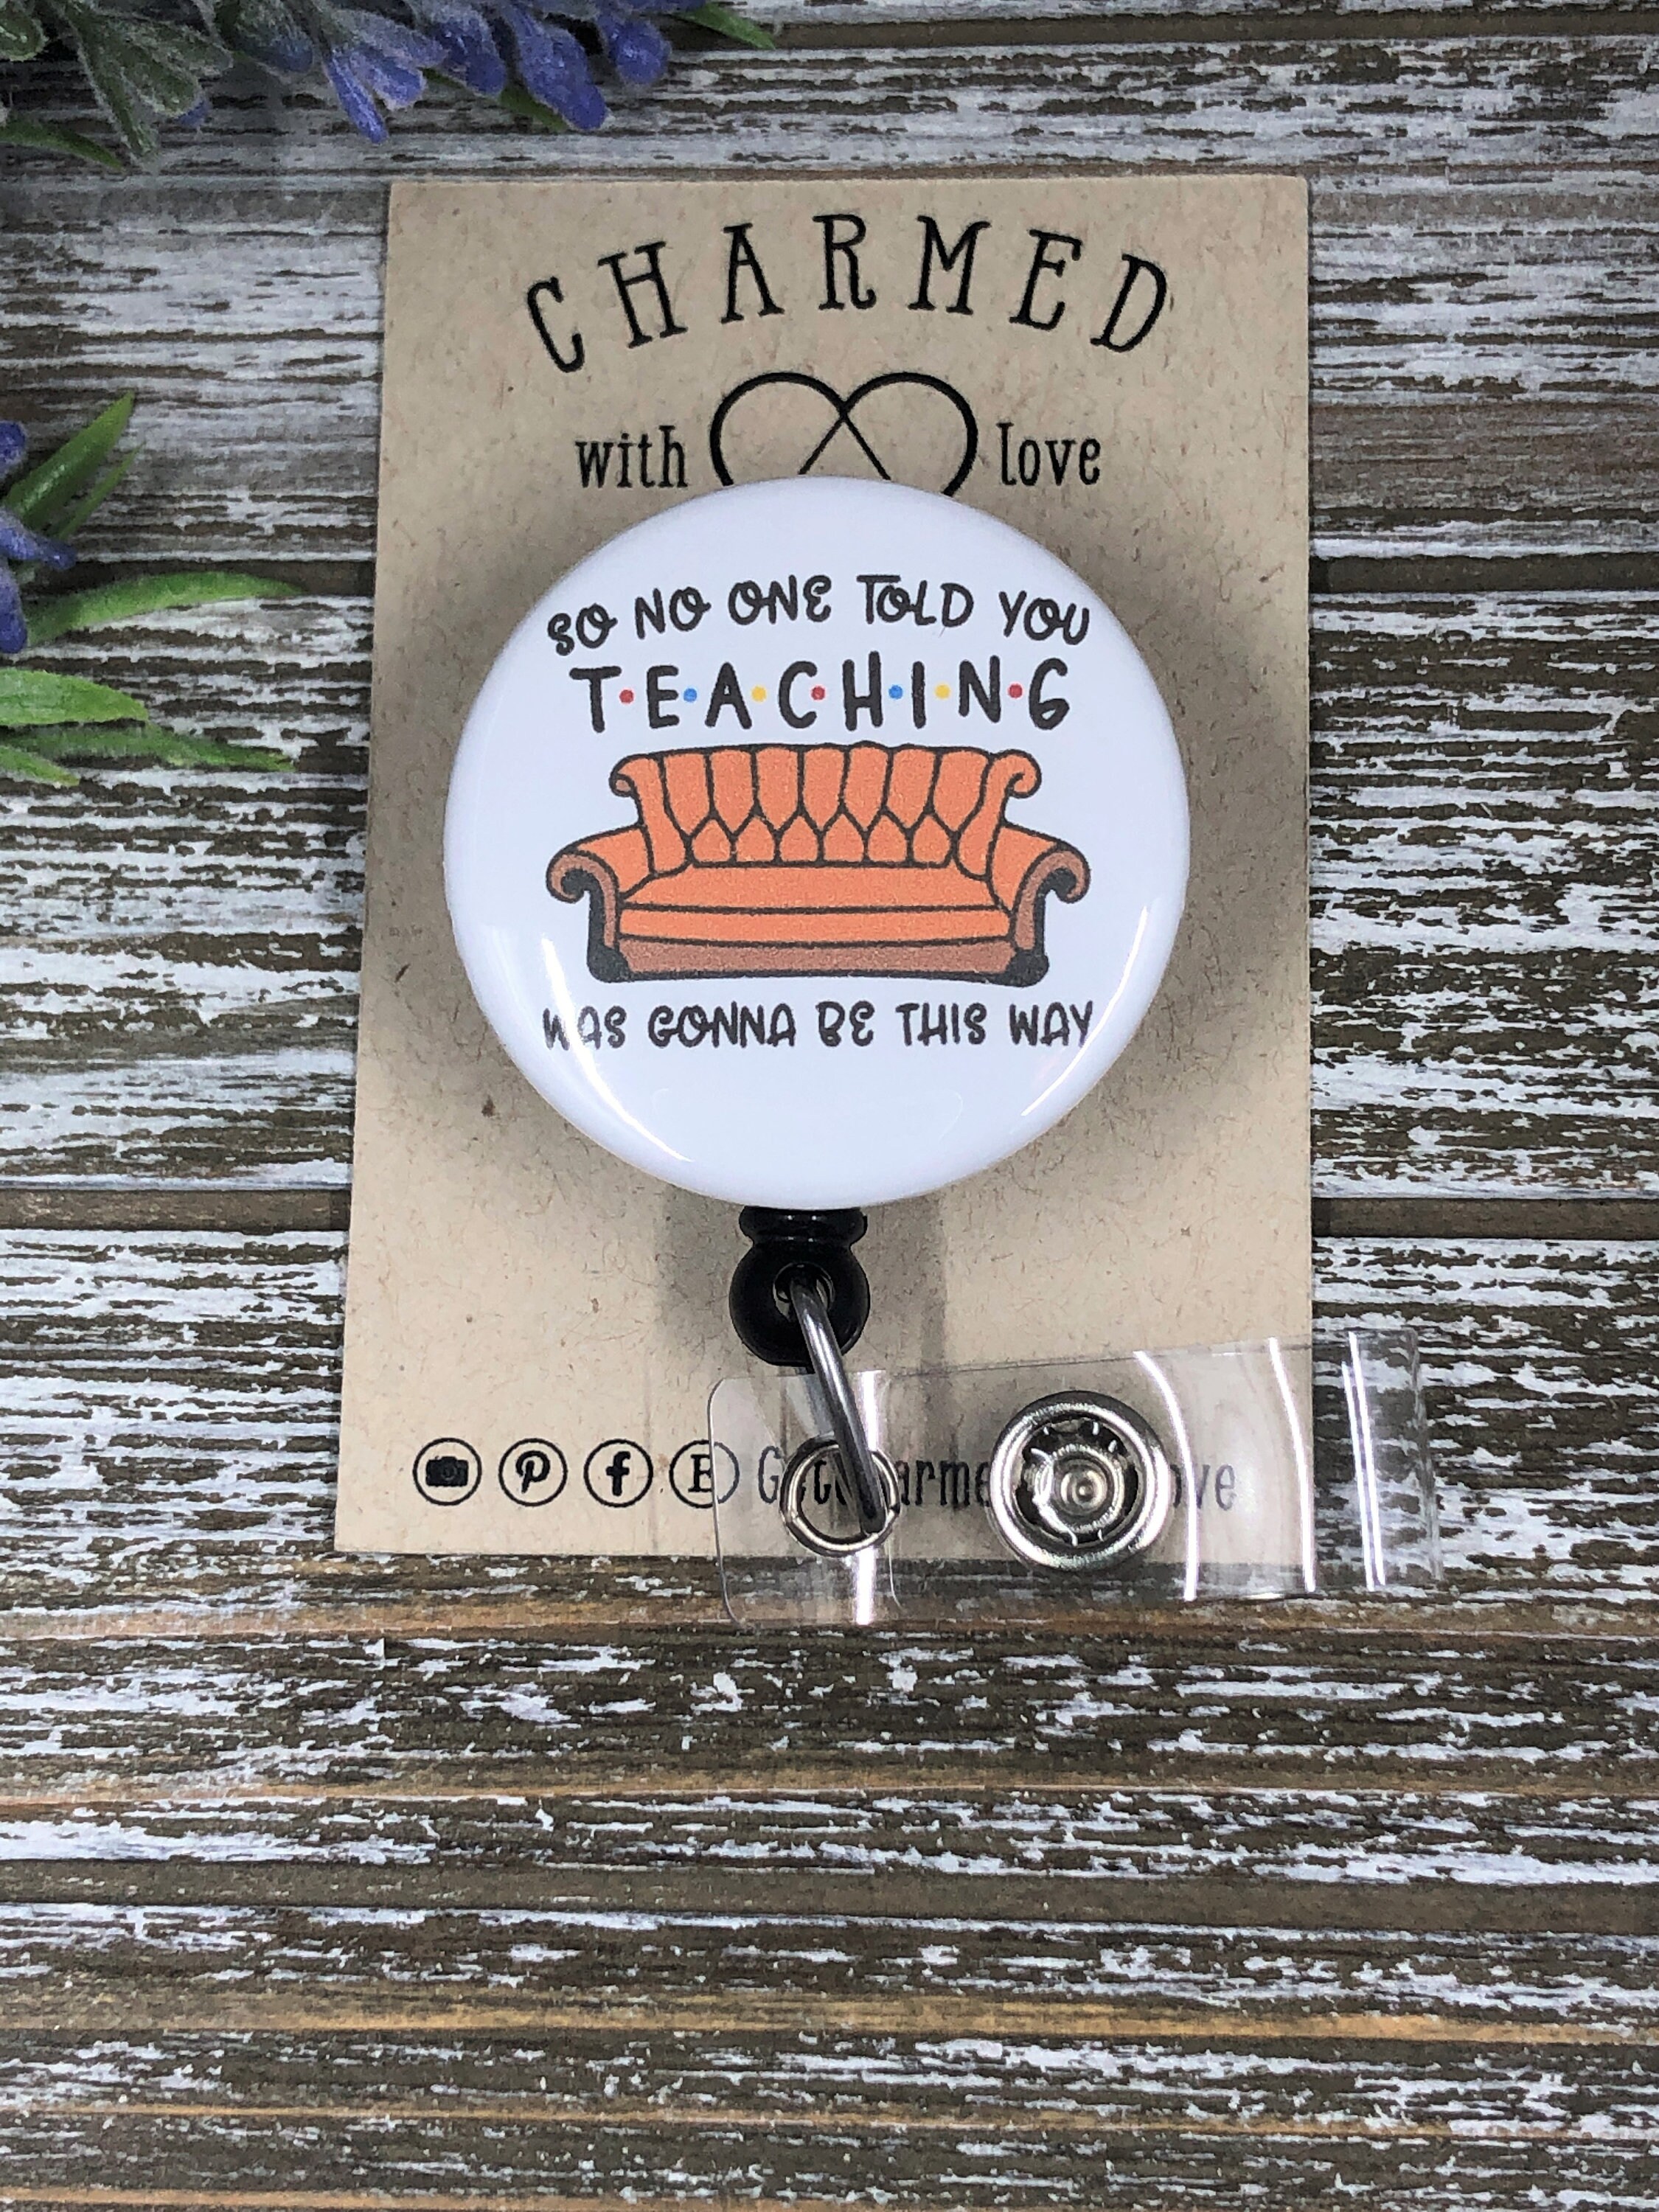 CHARMED
with love
SO NO ONE TOLD YOU
T•E•A•C•H•I•N•G
WAS GONNA BE THIS WAY